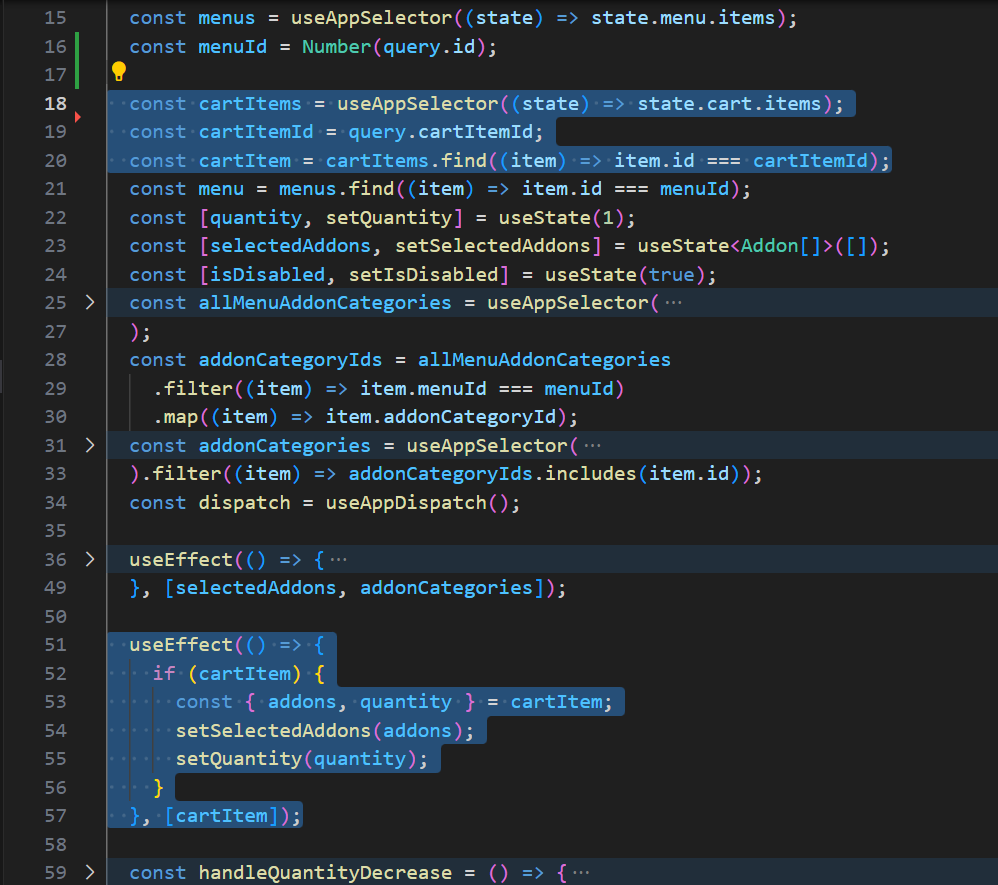 15 const menus = useAppSelector((state) => state.menu.items);
16 const menuId = Number(query.id);
17
18 const cartItems = useAppSelector((state) => state.cart.items);
19 const cartItemId = query.cartItemId;
20 const cartItem = cartItems.find((item) => item.id === cartItemId);
21 const menu = menus.find((item) => item.id === menuId);
22 const [quantity, setQuantity] = useState(1);
23 const [selectedAddons, setSelectedAddons] = useState<Addon[]>([]);
24 const [isDisabled, setIsDisabled] = useState(true);
25 const allMenuAddonCategories = useAppSelector( ⋯
27 );
28 const addonCategoryIds = allMenuAddonCategories
29 .filter((item) => item.menuId === menuId)
30 .map((item) => item.addonCategoryId);
31 const addonCategories = useAppSelector( ⋯
33 ).filter((item) => addonCategoryIds.includes(item.id));
34 const dispatch = useAppDispatch();
35
36 useEffect(() => { ⋯
49 }, [selectedAddons, addonCategories]);
50
51 useEffect(() => {
52 if (cartItem) {
53 const { addons, quantity } = cartItem;
54 setSelectedAddons(addons);
55 setQuantity(quantity);
56 }
57 }, [cartItem]);
58
59 const handleQuantityDecrease = () => { ⋯